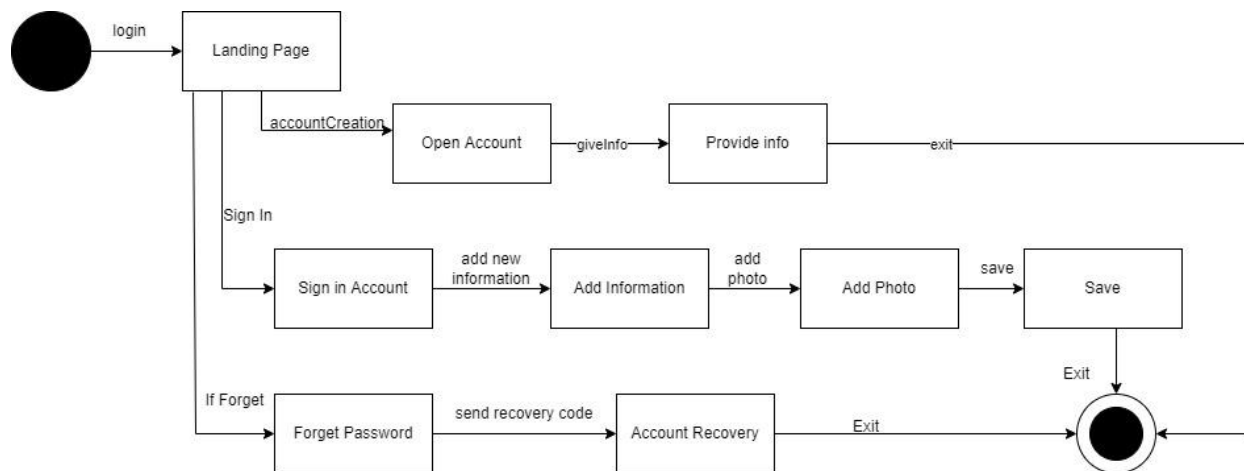 login
Landing Page
accountCreation
Open Account
giveInfo
Provide info
exit
Sign In
Sign in Account
add new
information
Add Information
add
photo
Add Photo
save
Save
Exit
If Forget
Forget Password
send recovery code
Account Recovery
Exit